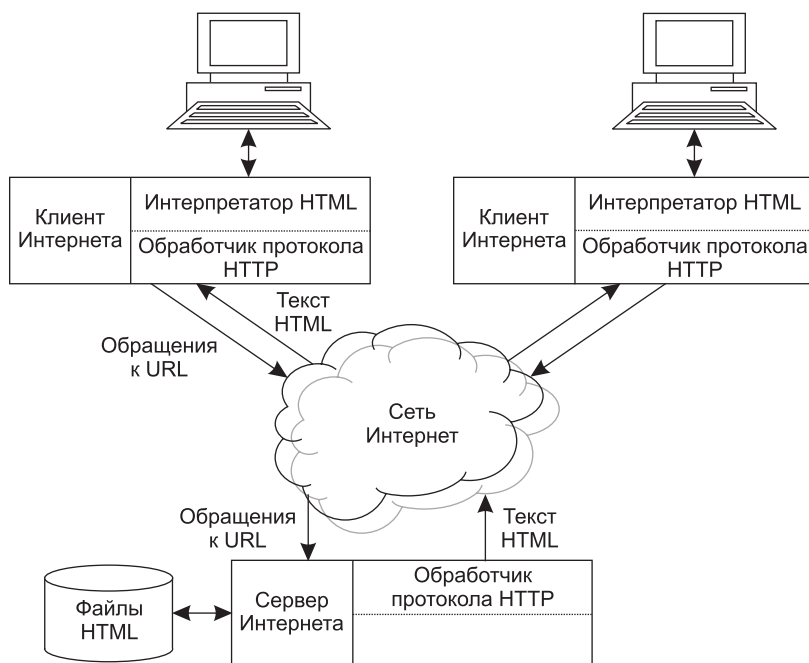 Клиент
Интернета
Интерпретатор HTML
Обработчик протокола
HTTP
Клиент
Интернета
Интерпретатор HTML
Обработчик протокола
HTTP
Текст
HTML
Обращения
к URL
Сеть
Интернет
Обращения
к URL
Текст
HTML
Файлы
HTML
Сервер
Интернета
Обработчик
протокола HTTP